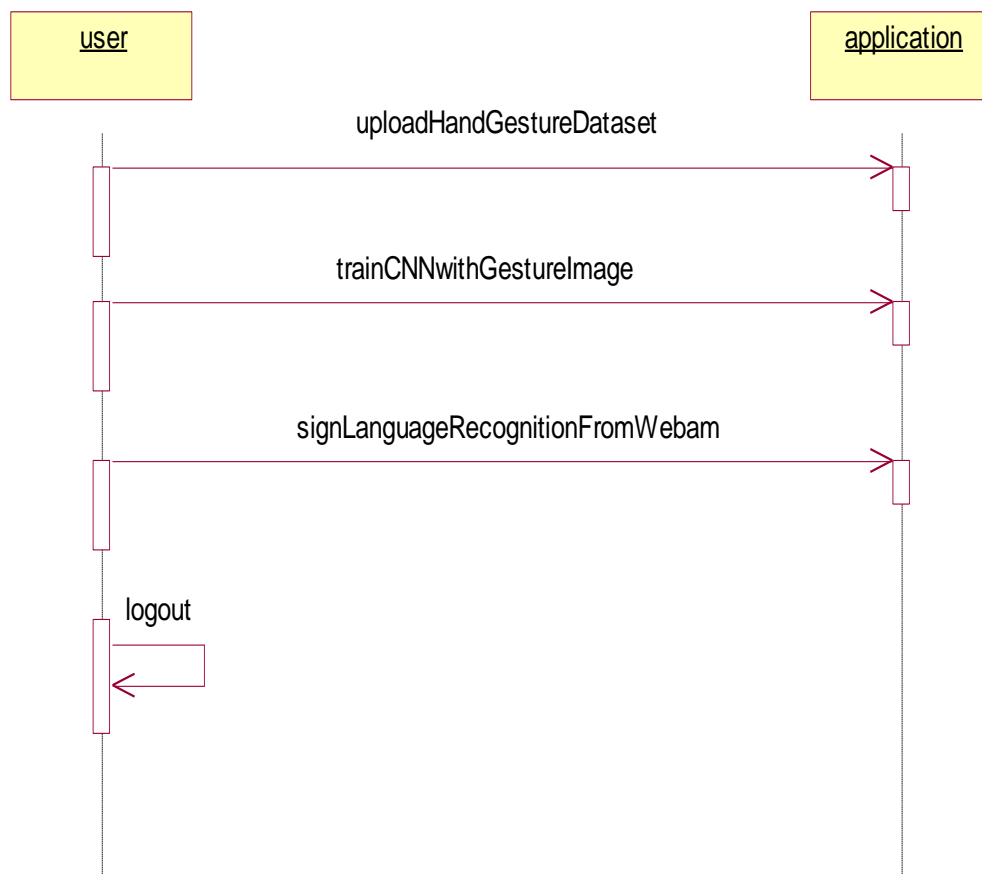 user
application
uploadHandGestureDataset
trainCNNwithGestureImage
signLanguageRecognitionFromWebam
logout